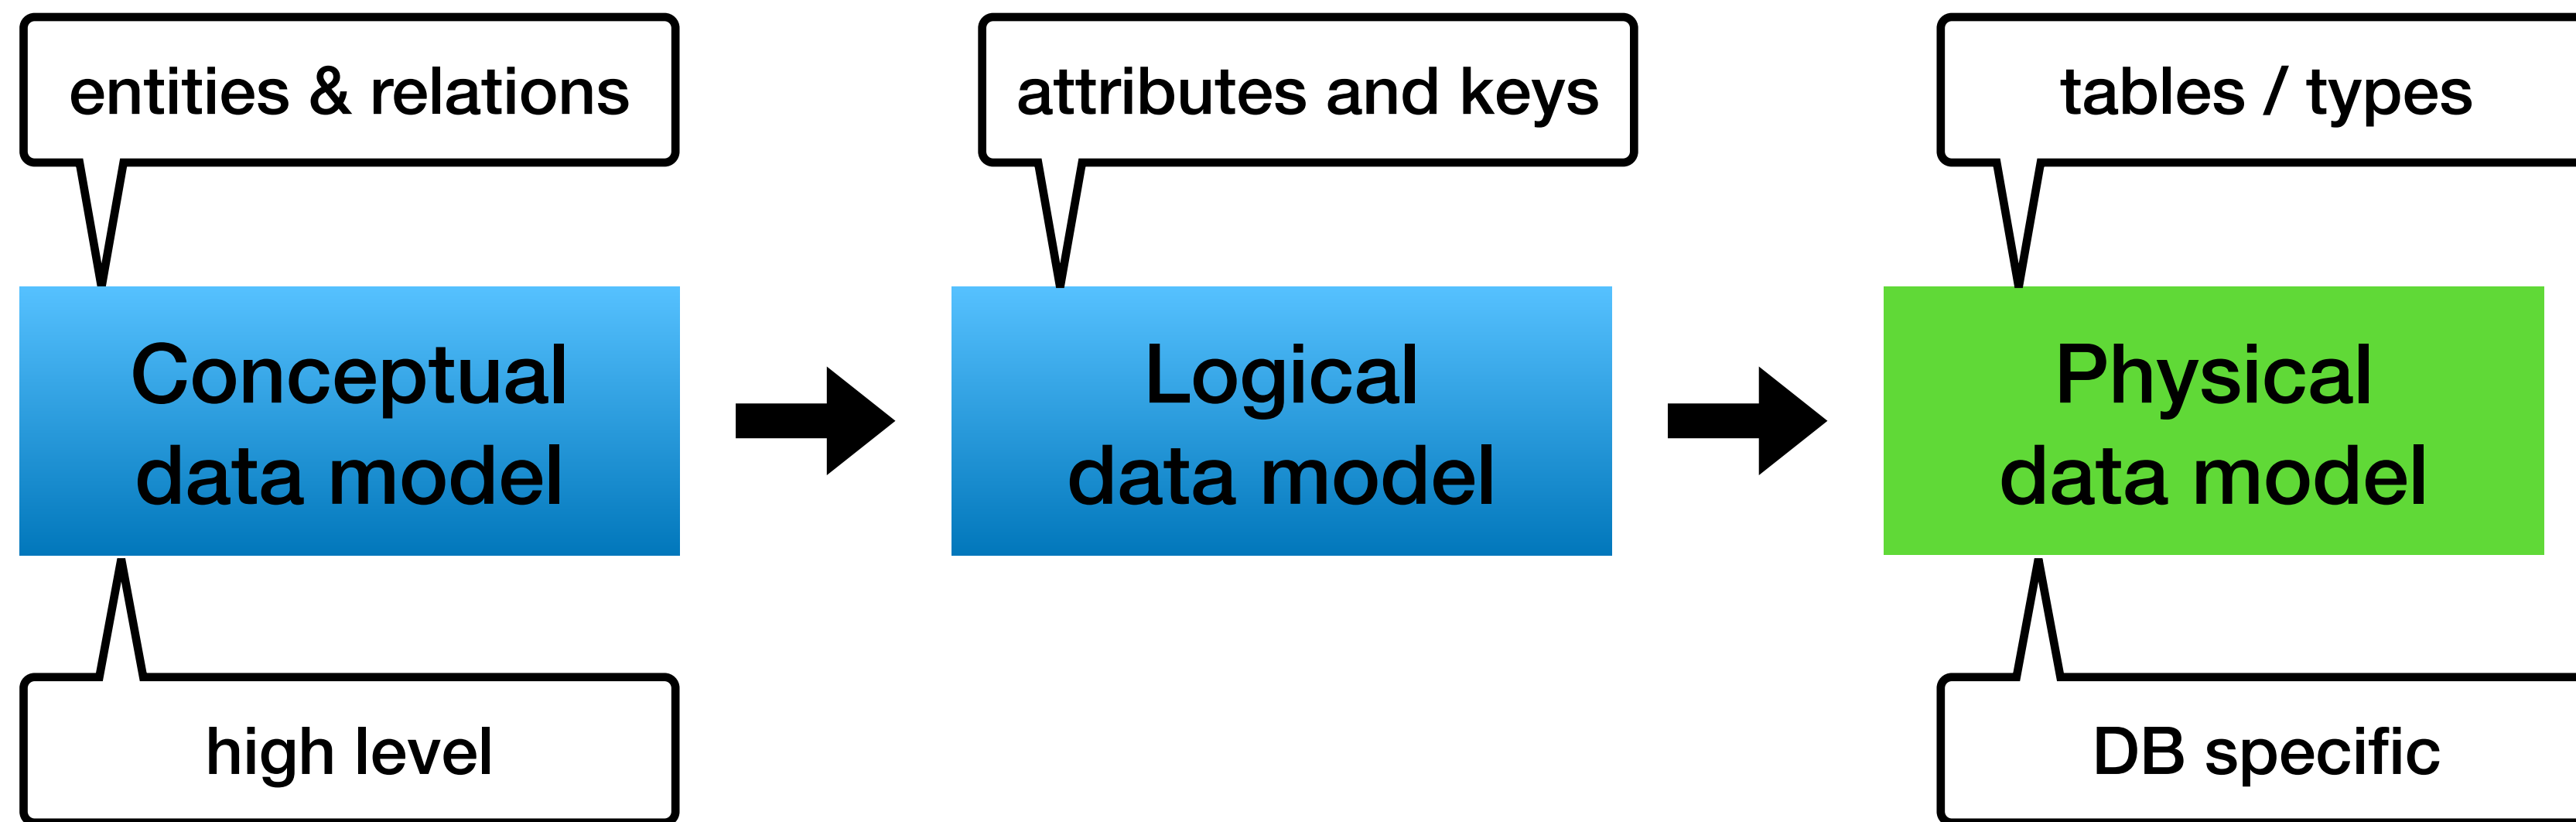 entities & relations
attributes and keys
tables / types
Conceptual
data model
Logical
data model
Physical
data model
high level
DB specific